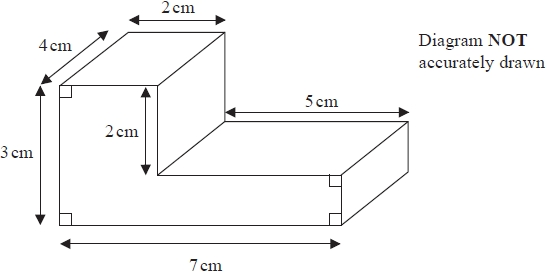 2 cm
4 cm
Diagram NOT
accurately drawn
5 cm
2 cm
3 cm
7 cm